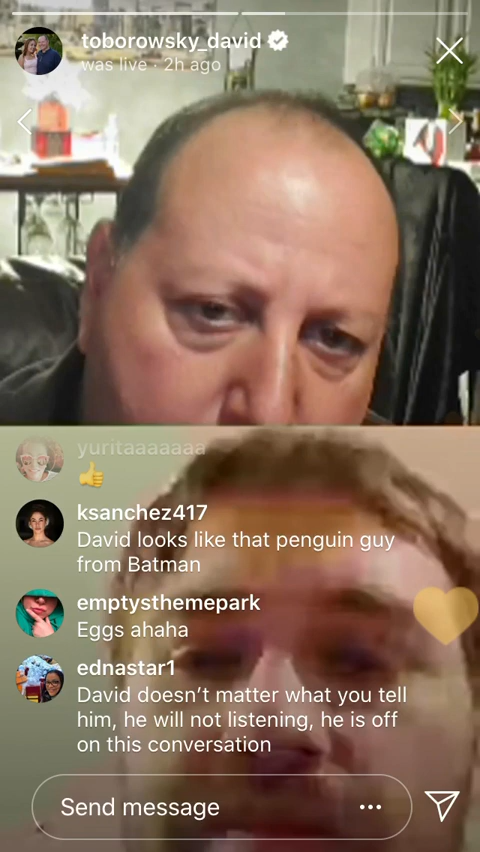 toborowsky_david
was live · 2h ago
yuritaaaaaaa
👍
ksanchez417
David looks like that penguin guy
from Batman
emptysthemepark
Eggs ahaha
ednastar1
David doesn’t matter what you tell
him, he will not listening, he is off
on this conversation
Send message